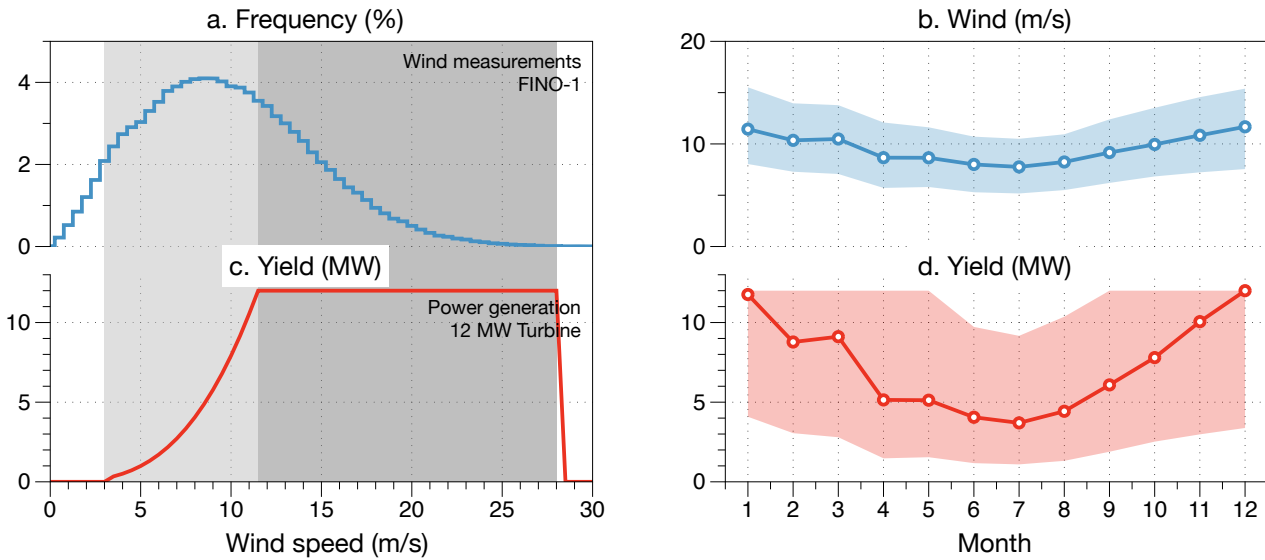 a. Frequency (%)
4
2
0
Wind measurements
FINO-1
b. Wind (m/s)
20
10
0
c. Yield (MW)
10
5
0
Power generation
12 MW Turbine
0 5 10 15 20 25 30
Wind speed (m/s)
d. Yield (MW)
10
5
0
1 2 3 4 5 6 7 8 9 10 11 12
Month